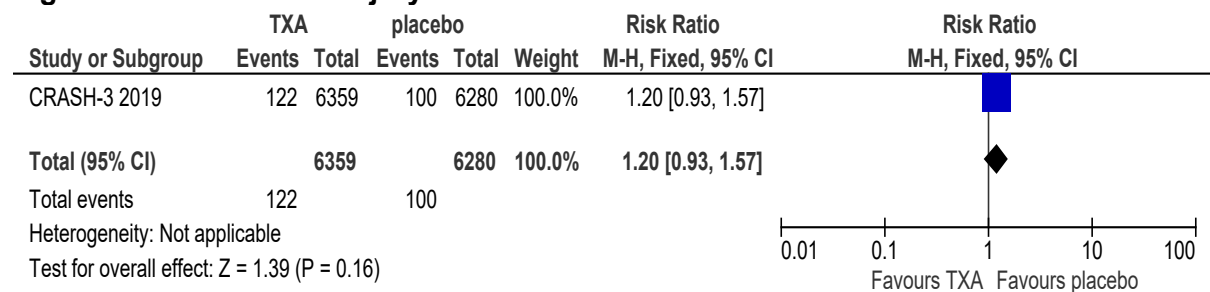 TXA placebo Risk Ratio Risk Ratio
Study or Subgroup Events Total Events Total Weight M-H, Fixed, 95% CI M-H, Fixed, 95% CI
CRASH-3 2019 122 6359 100 6280 100.0% 1.20 [0.93, 1.57]
Total (95% CI) 6359 6280 100.0% 1.20 [0.93, 1.57]
Total events 122 100
Heterogeneity: Not applicable
Test for overall effect: Z = 1.39 (P = 0.16)
0.01 0.1 1 10 100
Favours TXA Favours placebo